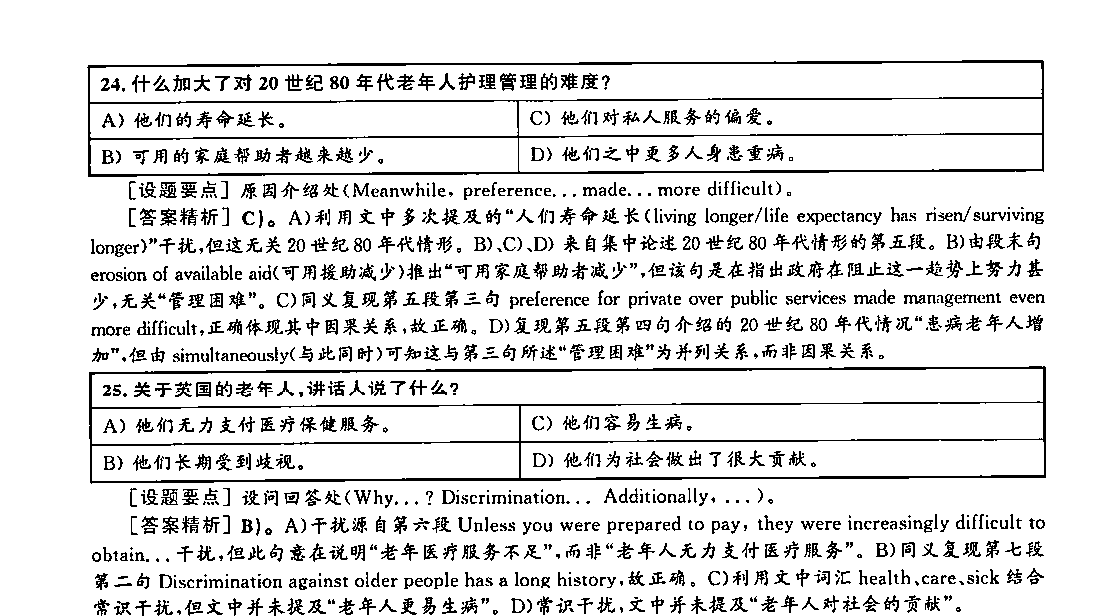 24.什么加大了对 20 世纪 80 年代老年人护理管理的难度?
A) 他们的寿命延长。
C) 他们对私人服务的偏爱。
B) 可用的家庭帮助者越来越少。
D) 他们之中更多人身患重病。
[设题要点] 原因介绍处(Meanwhile, preference... made... more difficult)。
[答案精析] C)。A)利用文中多次提及的“人们寿命延长(living longer/life expectancy has risen/surviving
longer)”干扰,但这无关 20 世纪 80 年代情形。B)、C)、D) 来自集中论述 20 世纪 80 年代情形的第五段。B)由段末句
erosion of available aid(可用援助减少)推出“可用家庭帮助者减少”,但该句是在指出政府在阻止这一趋势上努力甚
少,无关“管理困难”。C)同义复现第五段第三句 preference for private over public services made management even
more difficult,正确体现其中因果关系,故正确。D)复现第五段第四句介绍的 20 世纪 80 年代情况“患病老年人增
加”,但由 simultaneously(与此同时)可知这与第三句所述“管理困难”为并列关系,而非因果关系。
25.关于英国的老年人,讲话人说了什么?
A) 他们无力支付医疗保健服务。
C) 他们容易生病。
B) 他们长期受到歧视。
D) 他们为社会做出了很大贡献。
[设题要点] 设问回答处(Why...? Discrimination... Additionally, ...)。
[答案精析] B)。A)干扰源自第六段 Unless you were prepared to pay, they were increasingly difficult to
obtain... 干扰,但此句意在说明“老年医疗服务不足”,而非“老年人无力支付医疗服务”。B)同义复现第七段
第二句 Discrimination against older people has a long history,故正确。C)利用文中词汇 health、care、sick 结合
常识干扰,但文中并未提及“老年人更易生病”。D)常识干扰,文中并未提及“老年人对社会的贡献”。